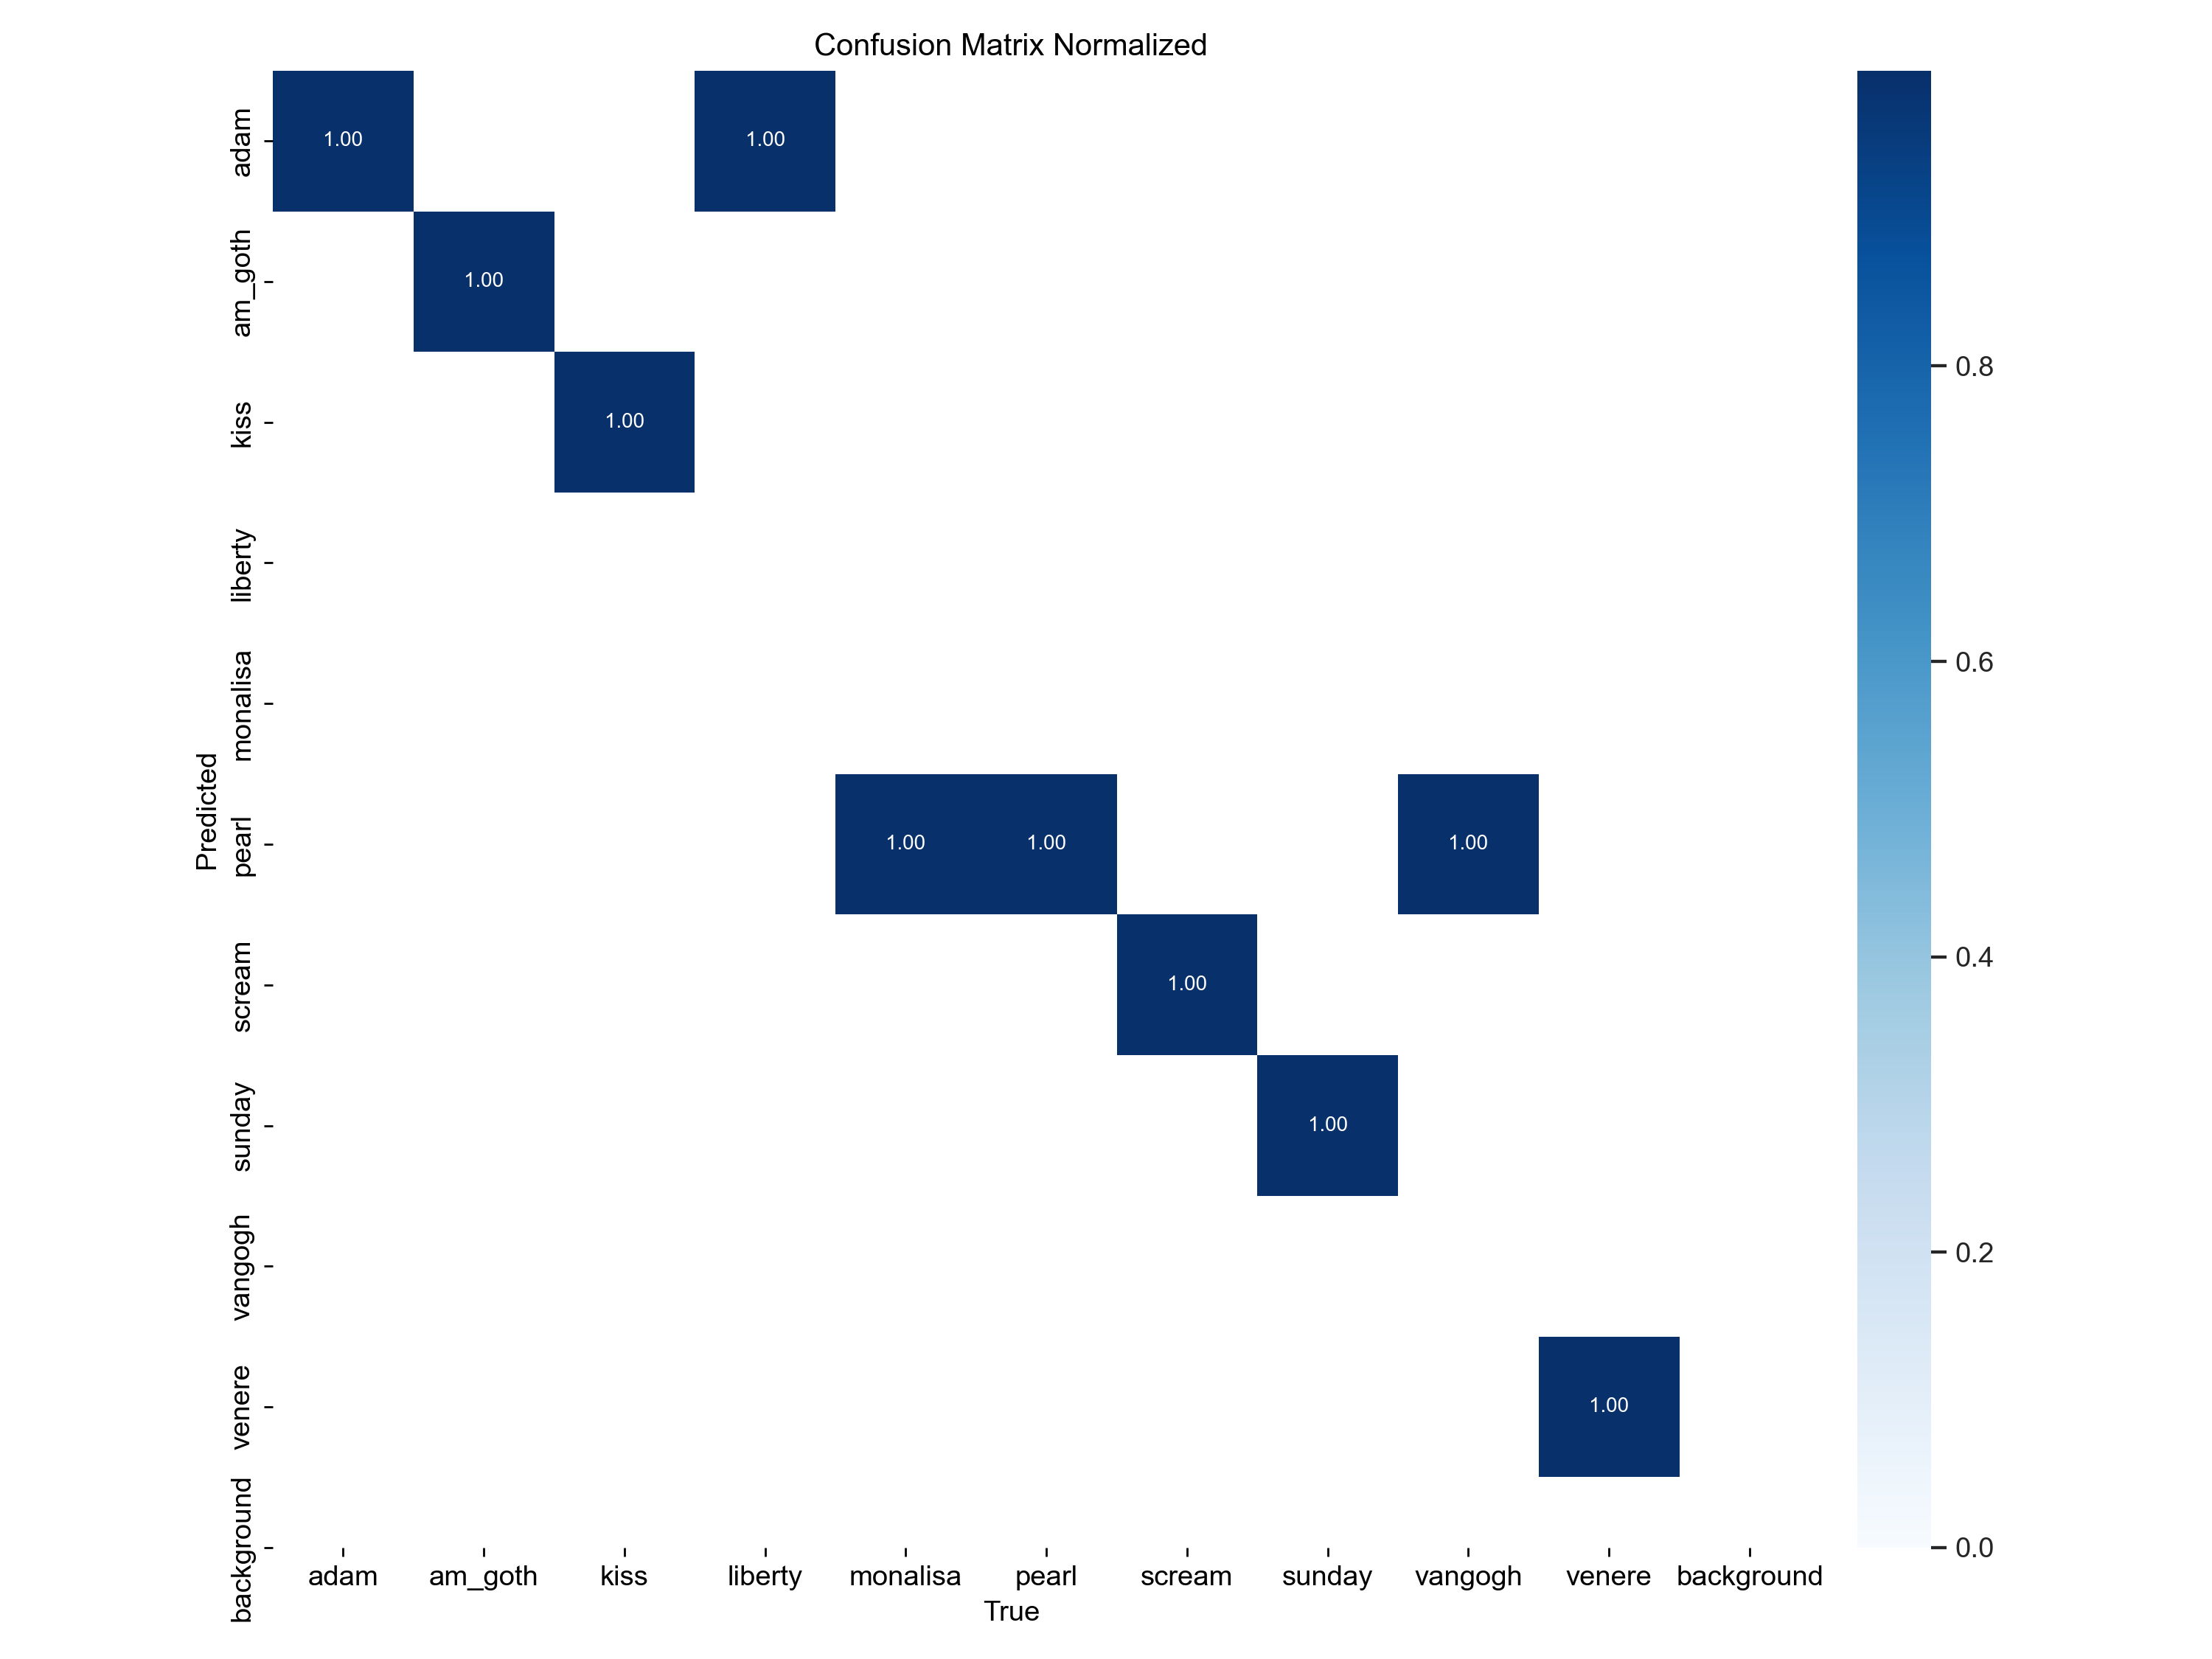 Confusion Matrix Normalized
adam
1.00
1.00
am_goth
1.00
kiss
1.00
0.8
liberty
monalisa
0.6
Predicted
pearl
1.00
1.00
1.00
scream
1.00
0.4
sunday
1.00
vangogh
0.2
venere
1.00
background
0.0
adam am_goth kiss liberty monalisa pearl scream sunday vangogh venere background
True